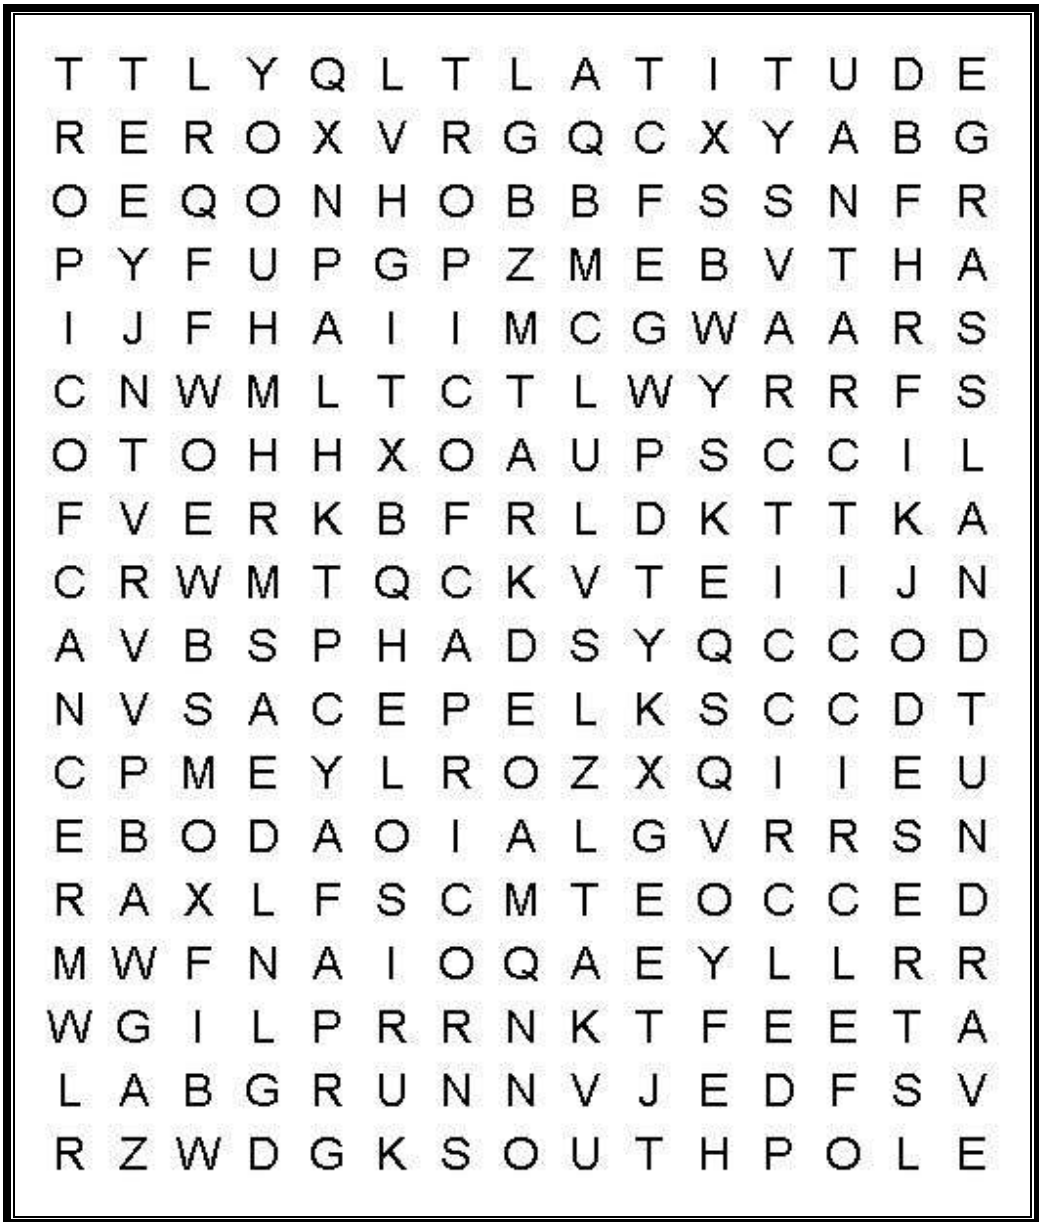 T T L Y Q L T L A T I T U D E
R E R O X V R G Q C X Y A B G
O E Q O N H O B B F S S N F R
P Y F U P G P Z M E B V T H A
I J F H A I I M C G W A A R S
C N W M L T C T L W Y R R F S
O T O H H X O A U P S C C I L
F V E R K B F R L D K T T K A
C R W M T Q C K V T E I I J N
A V B S P H A D S Y Q C C O D
N V S A C E P E L K S C C D T
C P M E Y L R O Z X Q I I E U
E B O D A O I A L G V R R S N
R A X L F S C M T E O C C E D
M W F N A I O Q A E Y L L R R
W G I L P R R N K T F E E T A
L A B G R U N N V J E D F S V
R Z W D G K S O U T H P O L E